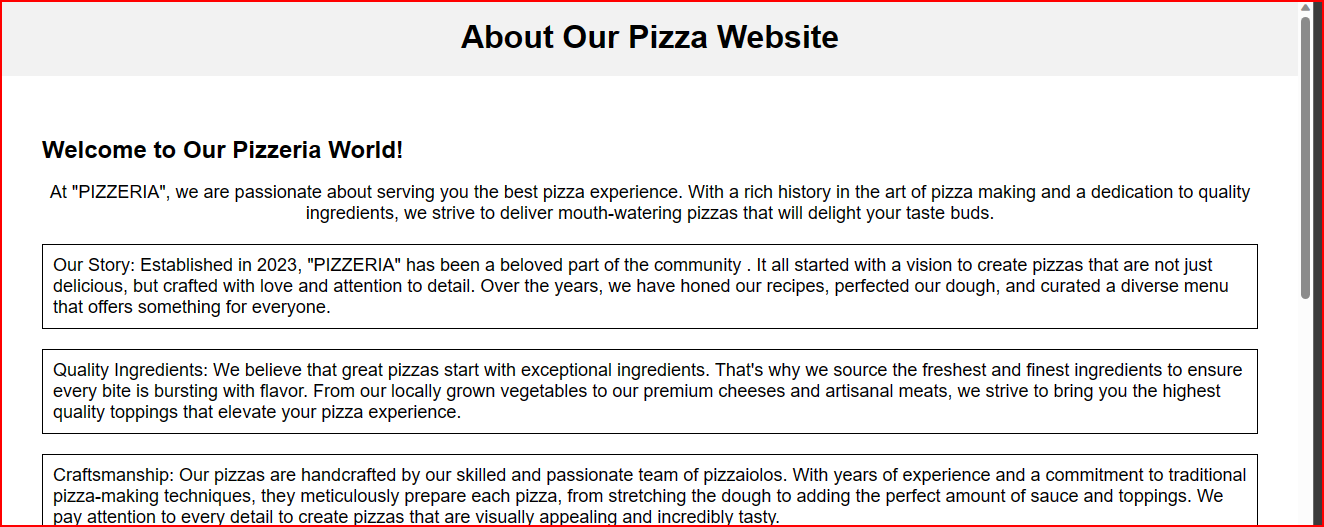 About Our Pizza Website
Welcome to Our Pizzeria World!
At "PIZZERIA", we are passionate about serving you the best pizza experience. With a rich history in the art of pizza making and a dedication to quality
ingredients, we strive to deliver mouth-watering pizzas that will delight your taste buds.
Our Story: Established in 2023, "PIZZERIA" has been a beloved part of the community . It all started with a vision to create pizzas that are not just
delicious, but crafted with love and attention to detail. Over the years, we have honed our recipes, perfected our dough, and curated a diverse menu
that offers something for everyone.
Quality Ingredients: We believe that great pizzas start with exceptional ingredients. That's why we source the freshest and finest ingredients to ensure
every bite is bursting with flavor. From our locally grown vegetables to our premium cheeses and artisanal meats, we strive to bring you the highest
quality toppings that elevate your pizza experience.
Craftsmanship: Our pizzas are handcrafted by our skilled and passionate team of pizzaiolos. With years of experience and a commitment to traditional
pizza-making techniques, they meticulously prepare each pizza, from stretching the dough to adding the perfect amount of sauce and toppings. We
pay attention to every detail to create pizzas that are visually appealing and incredibly tasty.